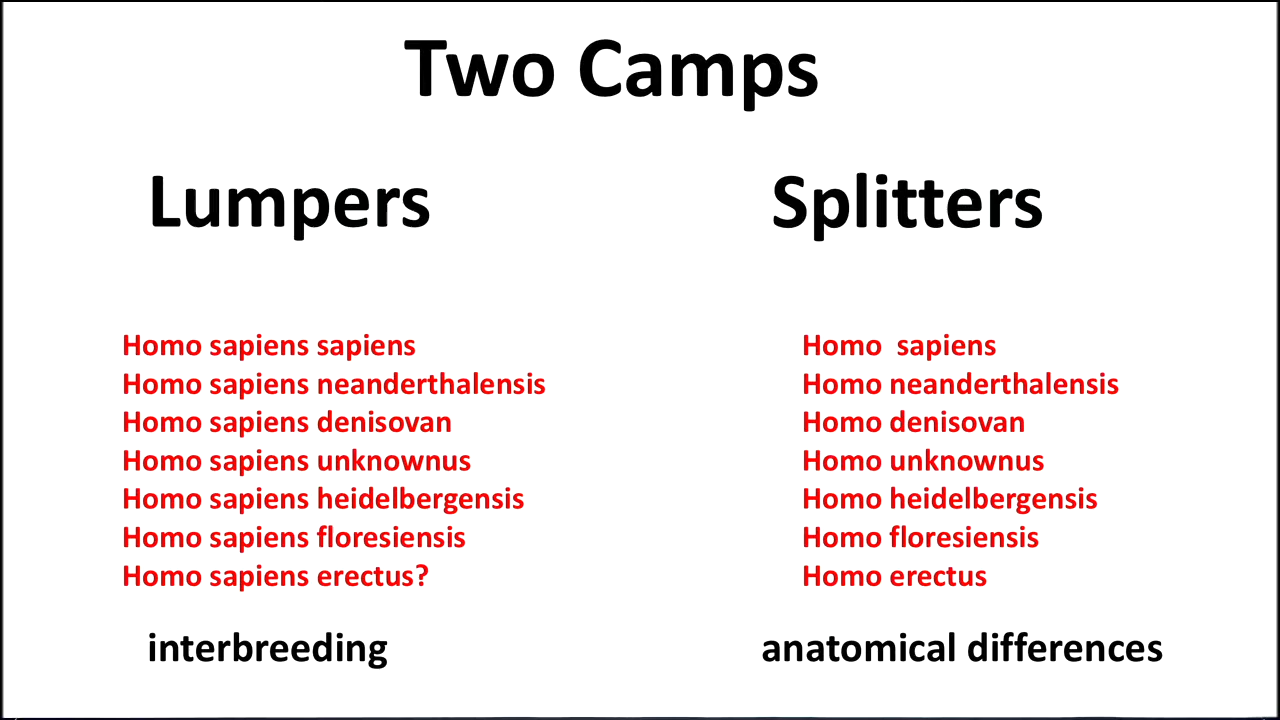 Two Camps
Lumpers
Homo sapiens sapiens
Homo sapiens neanderthalensis
Homo sapiens denisovan
Homo sapiens unknownus
Homo sapiens heidelbergensis
Homo sapiens floresiensis
Homo sapiens erectus?
interbreeding
Splitters
Homo  sapiens
Homo neanderthalensis
Homo denisovan
Homo unknownus
Homo heidelbergensis
Homo floresiensis
Homo erectus
anatomical differences